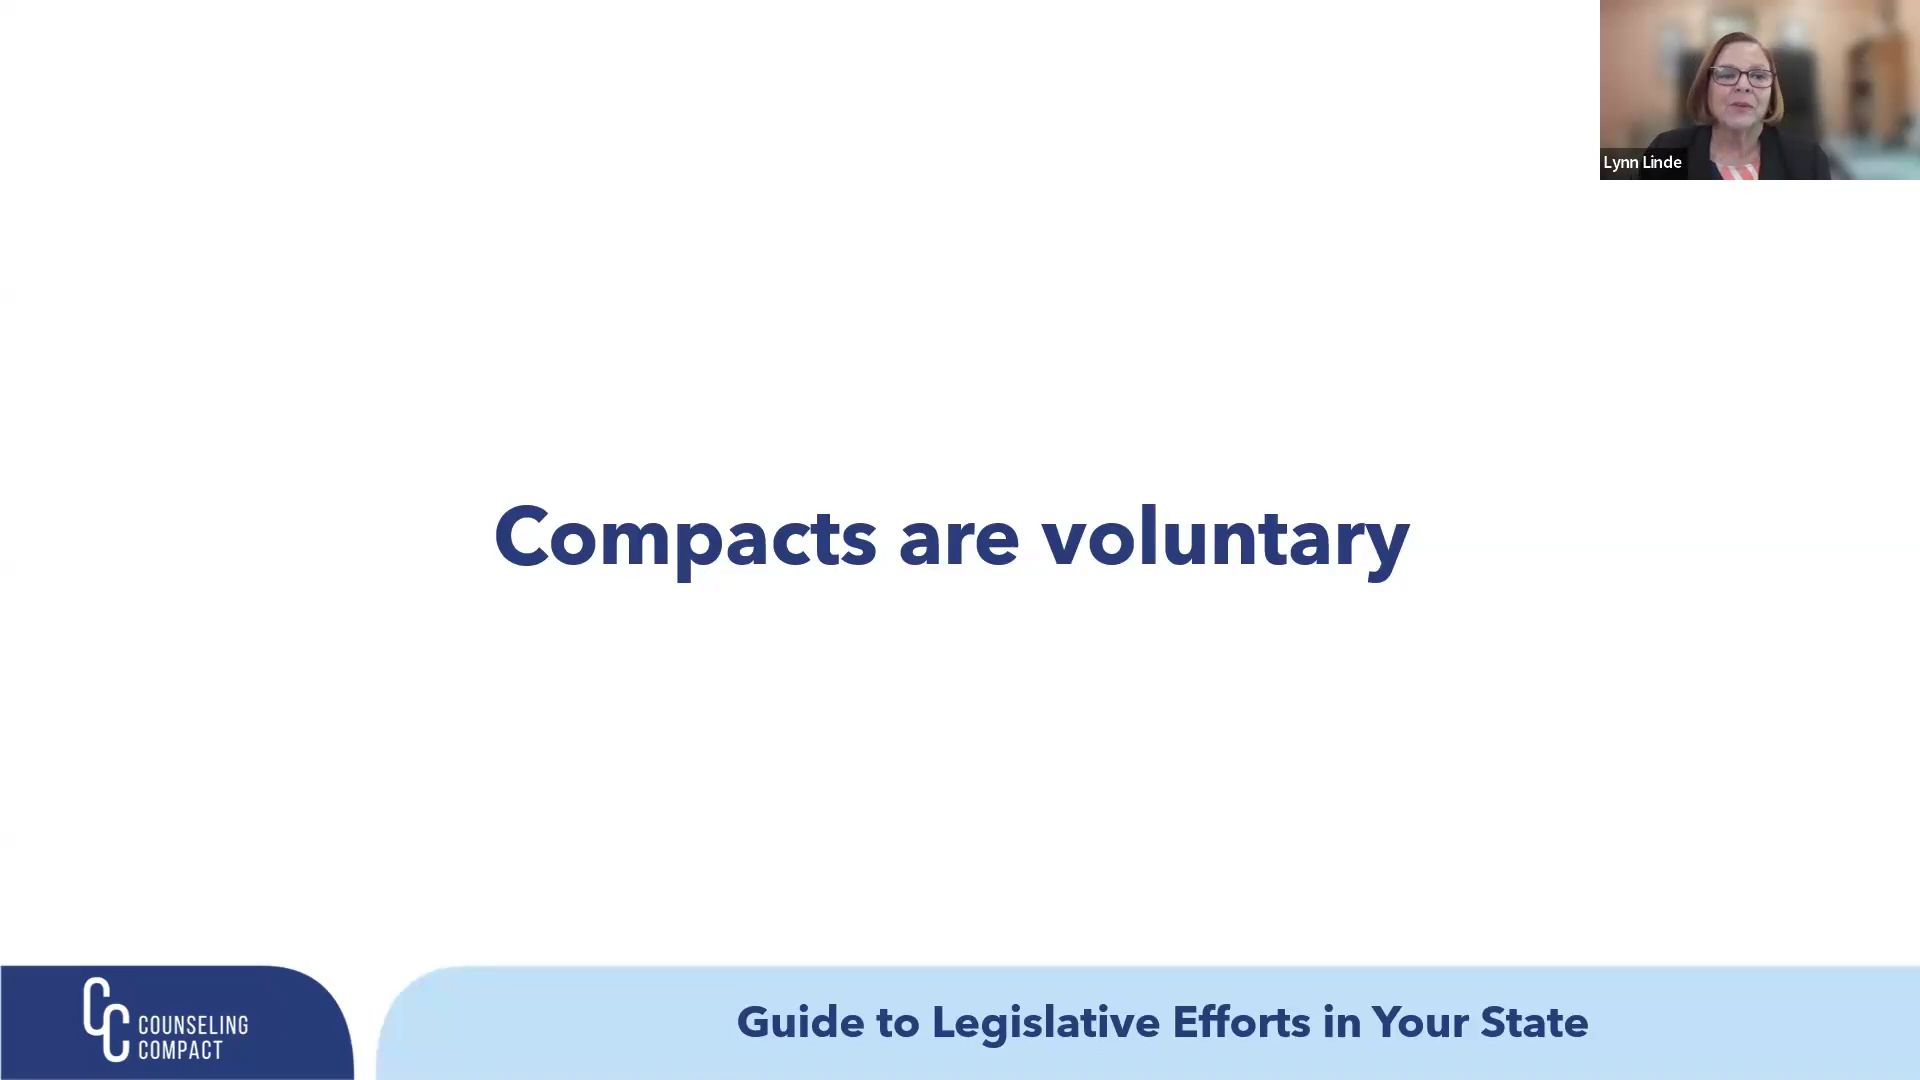 Lynn Linde
Compacts are voluntary
COUNSELING
COMPACT
Guide to Legislative Efforts in Your State